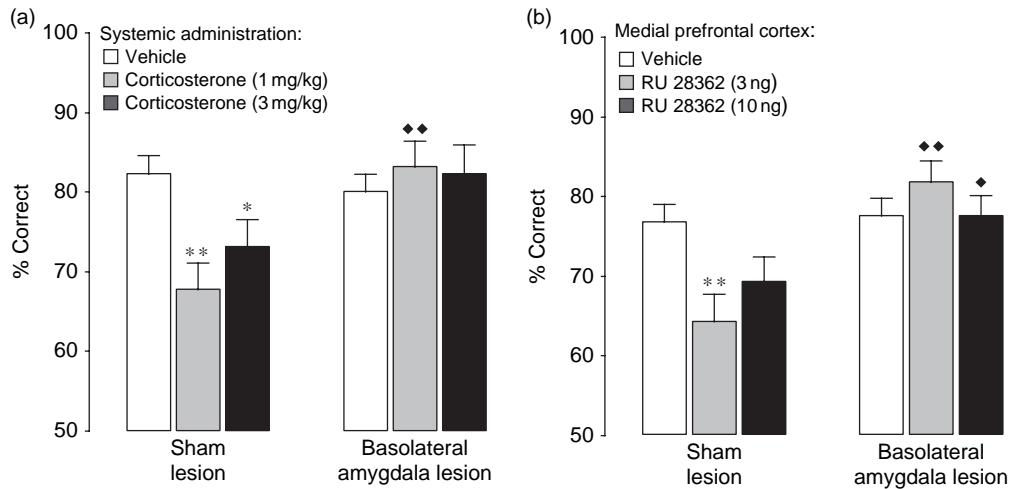 (a)
Systemic administration:
Vehicle
Corticosterone (1 mg/kg)
Corticosterone (3 mg/kg)
% Correct
100
90
80
70
60
50
**
*
◆◆
Sham
lesion
Basolateral
amygdala lesion
(b)
Medial prefrontal cortex:
Vehicle
RU 28362 (3 ng)
RU 28362 (10 ng)
% Correct
100
90
80
70
60
50
**
◆◆
◆
Sham
lesion
Basolateral
amygdala lesion